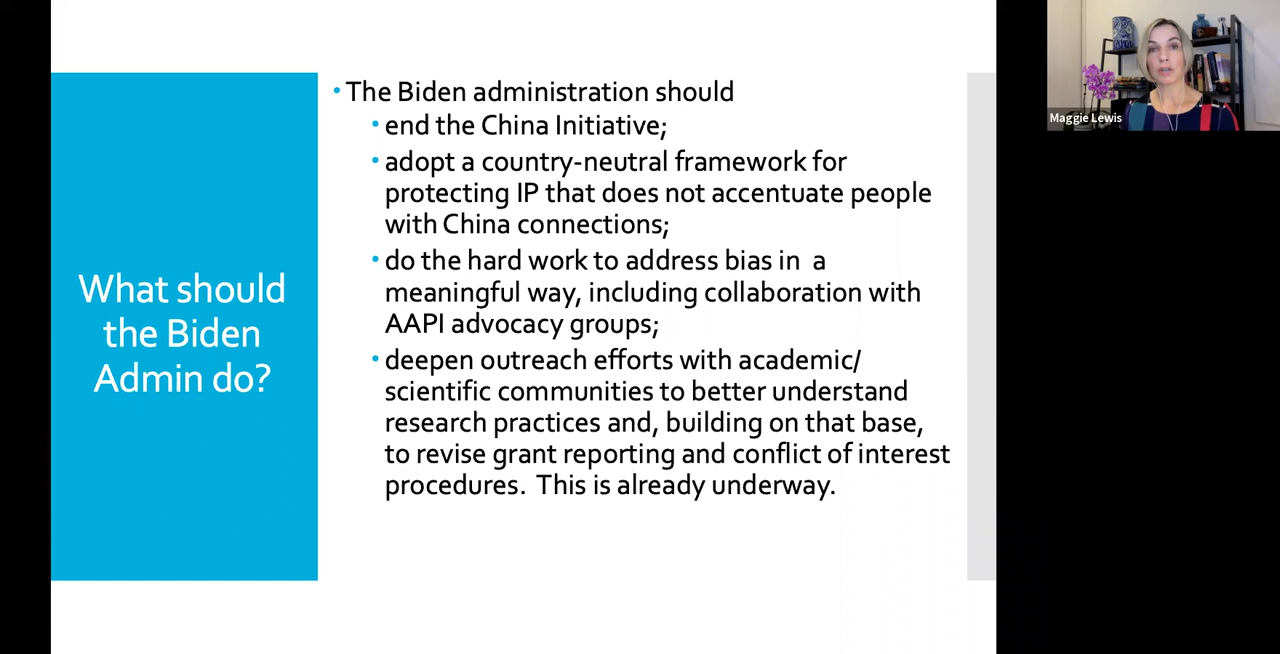 What should
the Biden
Admin do?
• The Biden administration should
• end the China Initiative;
• adopt a country-neutral framework for
protecting IP that does not accentuate people
with China connections;
• do the hard work to address bias in  a
meaningful way, including collaboration with
AAPI advocacy groups;
• deepen outreach efforts with academic/
scientific communities to better understand
research practices and, building on that base,
to revise grant reporting and conflict of interest
procedures.  This is already underway.
Maggie Lewis